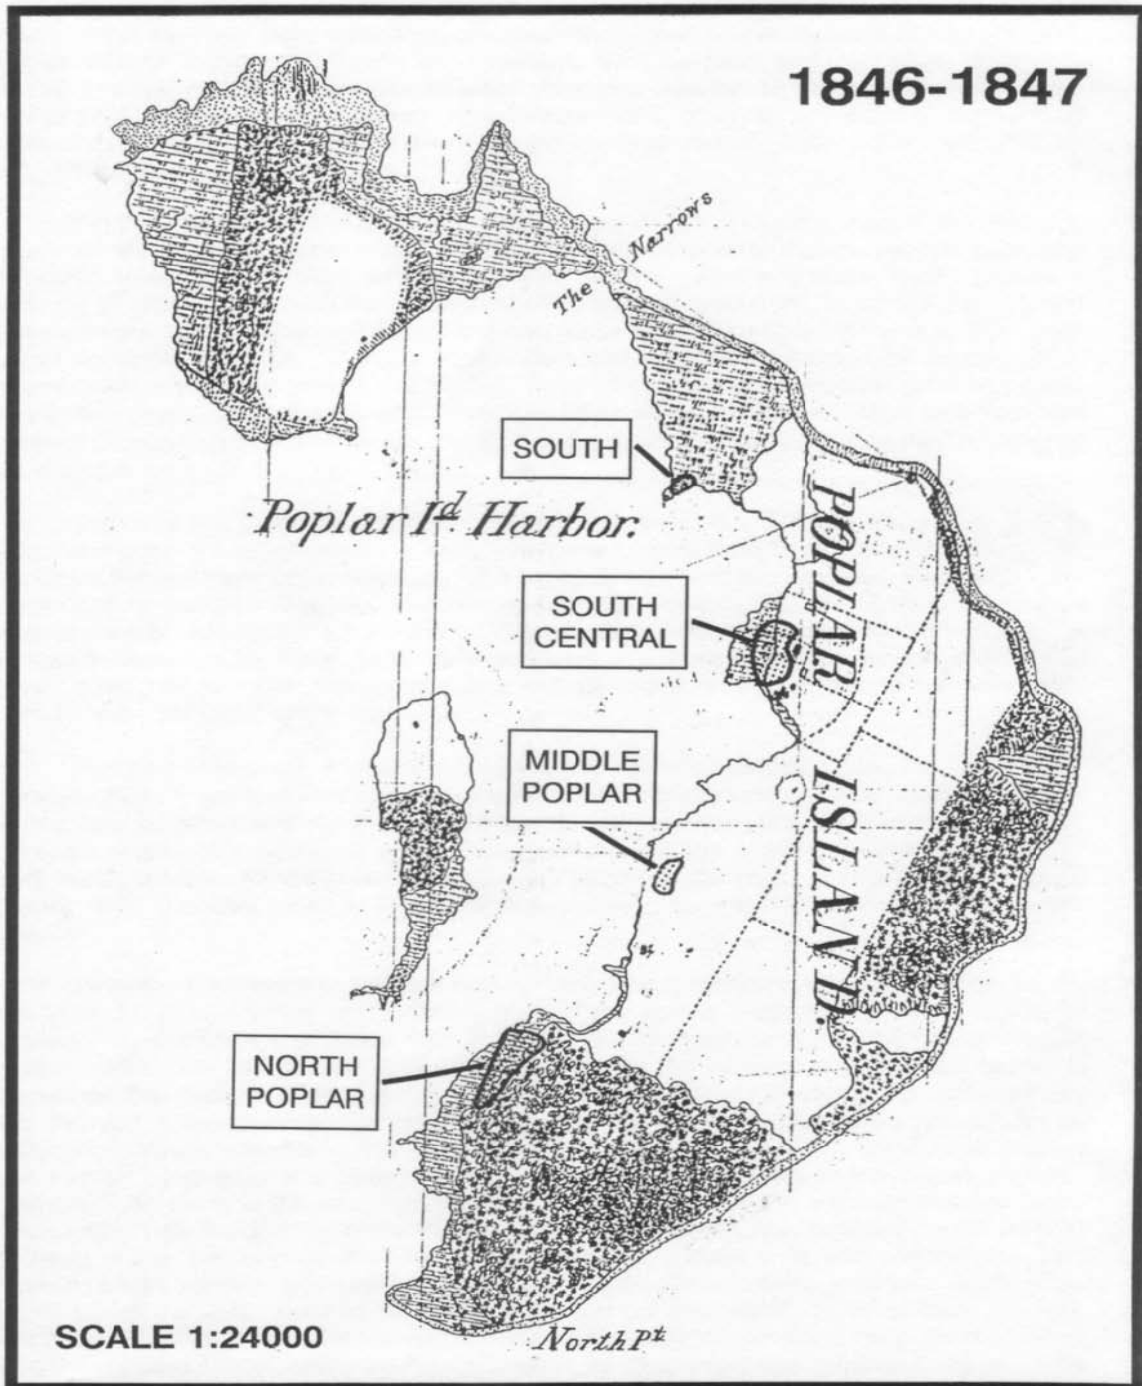 1846-1847
The Narrows
SOUTH
Poplar Id Harbor.
SOUTH
CENTRAL
POPLAR ISLAND.
MIDDLE
POPLAR
NORTH
POPLAR
SCALE 1:24000
North Pt